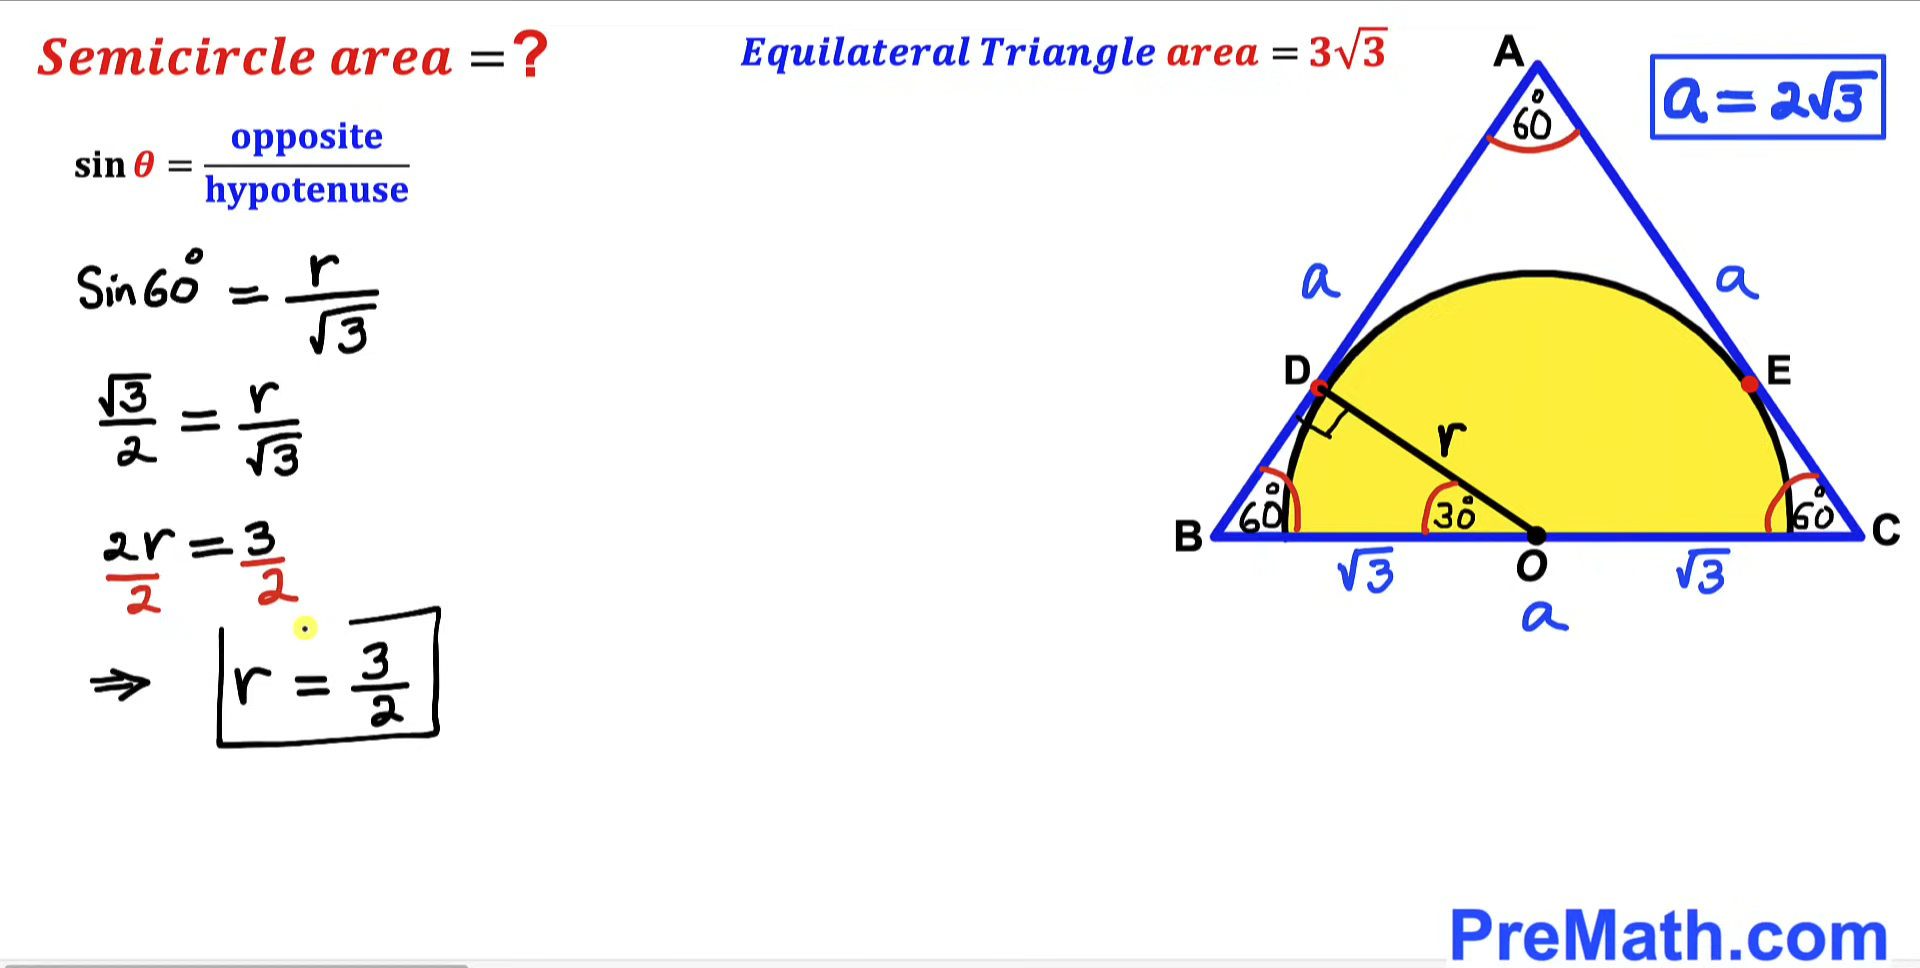 Semicircle area = ?
Equilateral Triangle area = 3√3
a = 2√3
sin θ = opposite / hypotenuse
Sin 60° = r / √3
√3 / 2 = r / √3
2r / 2 = 3 / 2
⇒ r = 3 / 2
A
60°
a
a
D
E
r
B
60°
30°
60°
C
√3
O
√3
a
PreMath.com